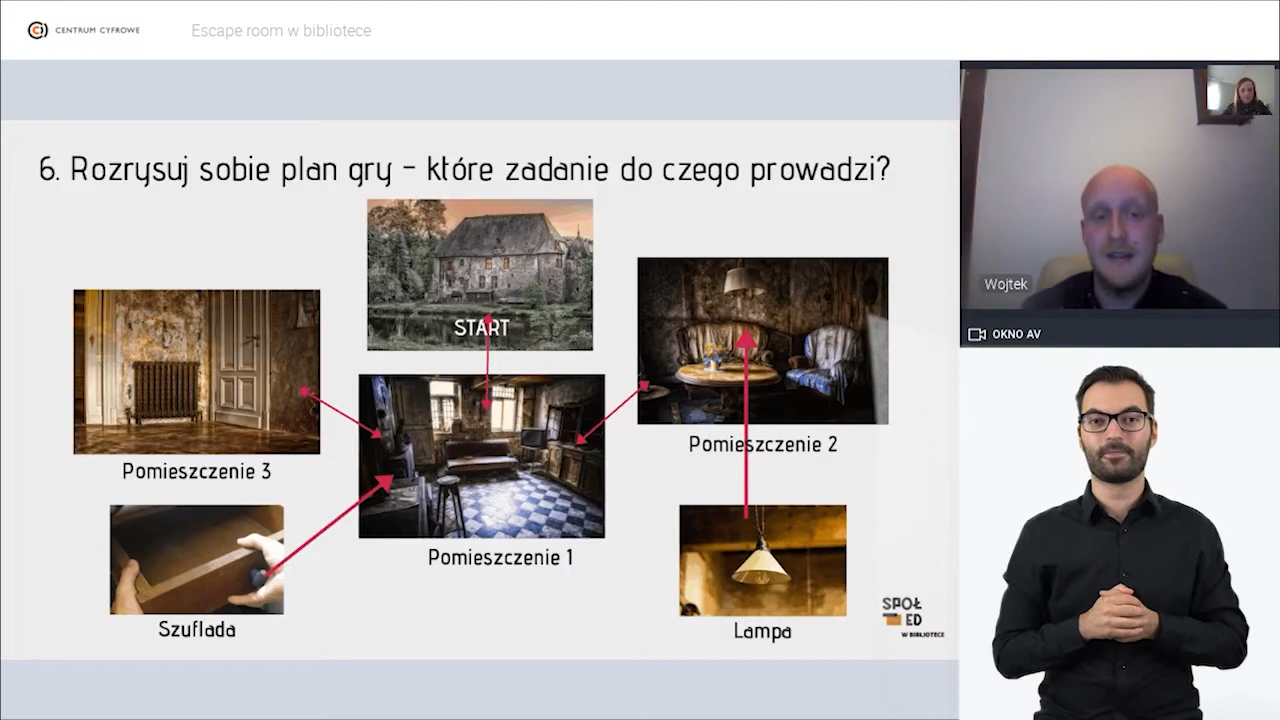 CENTRUM CYFROWE
Escape room w bibliotece
6. Rozrysuj sobie plan gry - które zadanie do czego prowadzi?
START
Wojtek
OKNO AV
Pomieszczenie 3
Pomieszczenie 2
Pomieszczenie 1
Szuflada
Lampa
SPOŁ
ED
W BIBLIOTECE